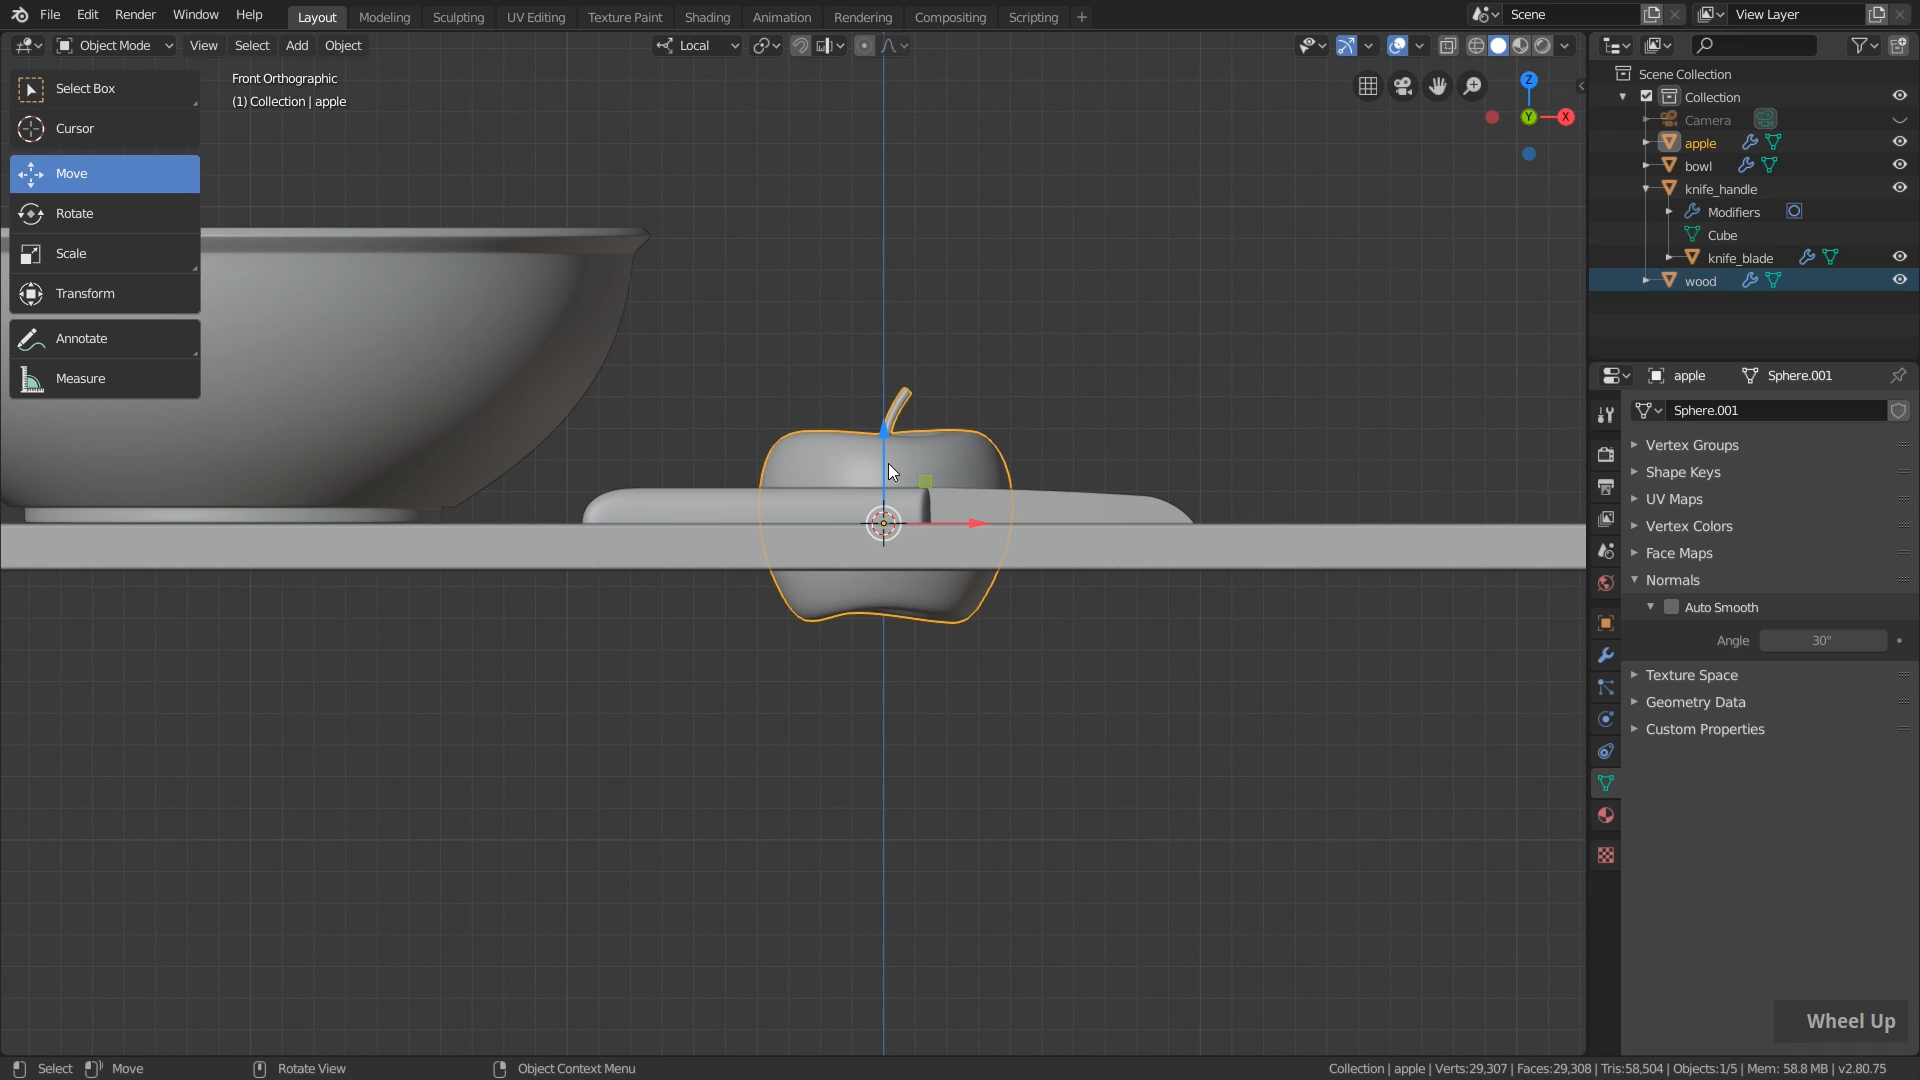 File Edit Render Window Help Layout Modeling Sculpting UV Editing Texture Paint Shading Animation Rendering Compositing Scripting + Scene View Layer
Object Mode View Select Add Object Local
Select Box
Cursor
Move
Rotate
Scale
Transform
Annotate
Measure
Front Orthographic
(1) Collection | apple
Z
Y X
Scene Collection
Collection
Camera
apple
bowl
knife_handle
Modifiers
Cube
knife_blade
wood
apple Sphere.001
Sphere.001
Vertex Groups
Shape Keys
UV Maps
Vertex Colors
Face Maps
Normals
Auto Smooth
Angle 30°
Texture Space
Geometry Data
Custom Properties
Wheel Up
Select Move Rotate View Object Context Menu Collection | apple | Verts:29,307 | Faces:29,308 | Tris:58,504 | Objects:1/5 | Mem: 58.8 MB | v2.80.75